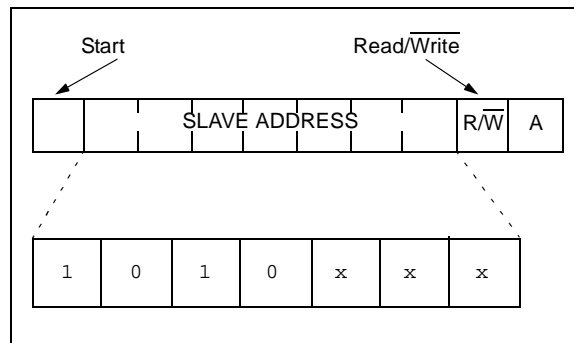 Start Read/Write
SLAVE ADDRESS R/W A
1 0 1 0 x x x